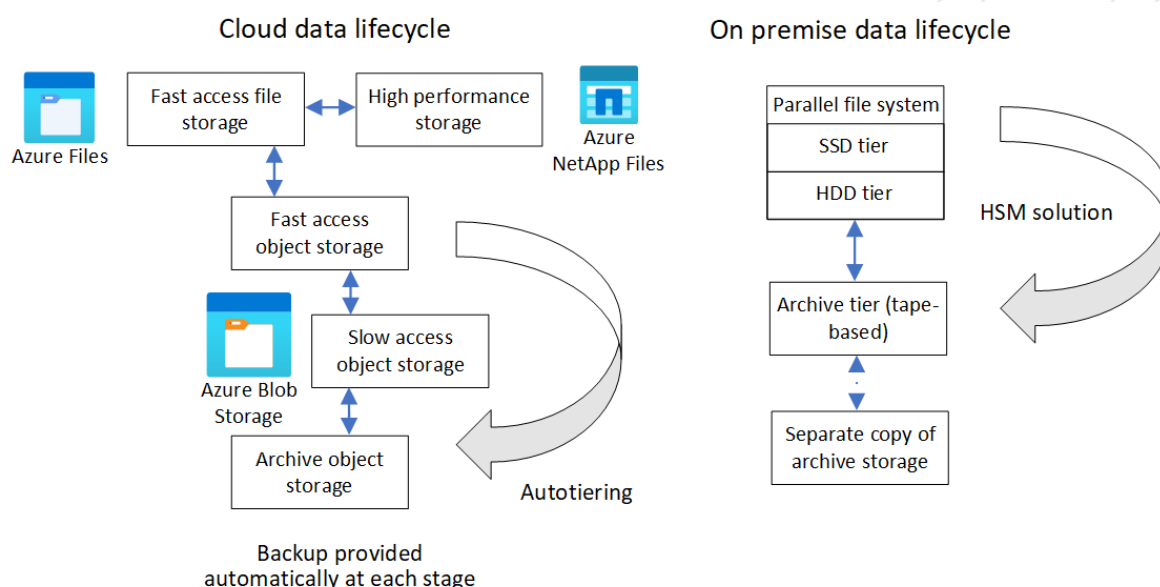 Cloud data lifecycle
On premise data lifecycle
Fast access file
storage
High performance
storage
Azure Files
Azure
NetApp Files
Fast access
object storage
Slow access
object storage
Azure Blob
Storage
Archive object
storage
Autotiering
Backup provided
automatically at each stage
Parallel file system
SSD tier
HDD tier
HSM solution
Archive tier (tape-
based)
Separate copy of
archive storage